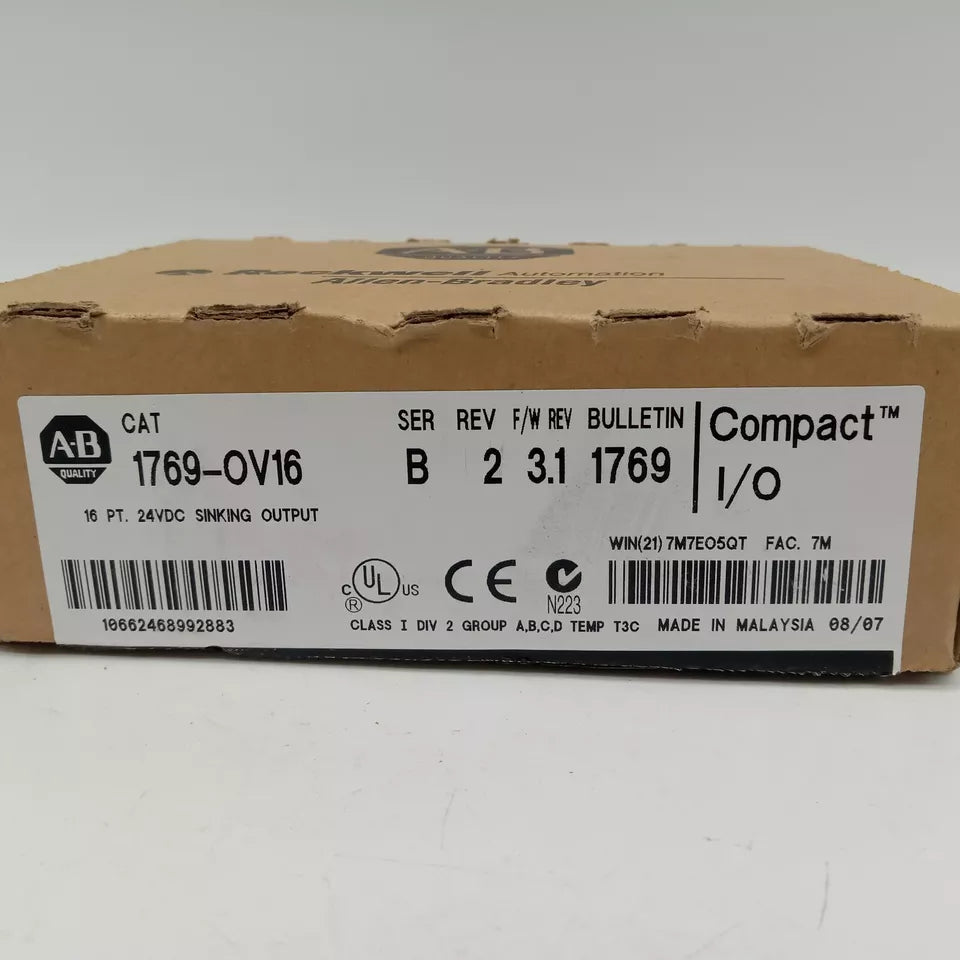 A-B
QUALITY
Rockwell Automation
Allen-Bradley
A-B
QUALITY
CAT
1769-OV16
SER REV F/W REV BULLETIN
B 2 3.1 1769
Compact™
I/O
16 PT. 24VDC SINKING OUTPUT
WIN(21) 7M7E05QT FAC. 7M
10662468992883
C UL US
®
CE
N223
CLASS I DIV 2 GROUP A,B,C,D TEMP T3C MADE IN MALAYSIA 08/07